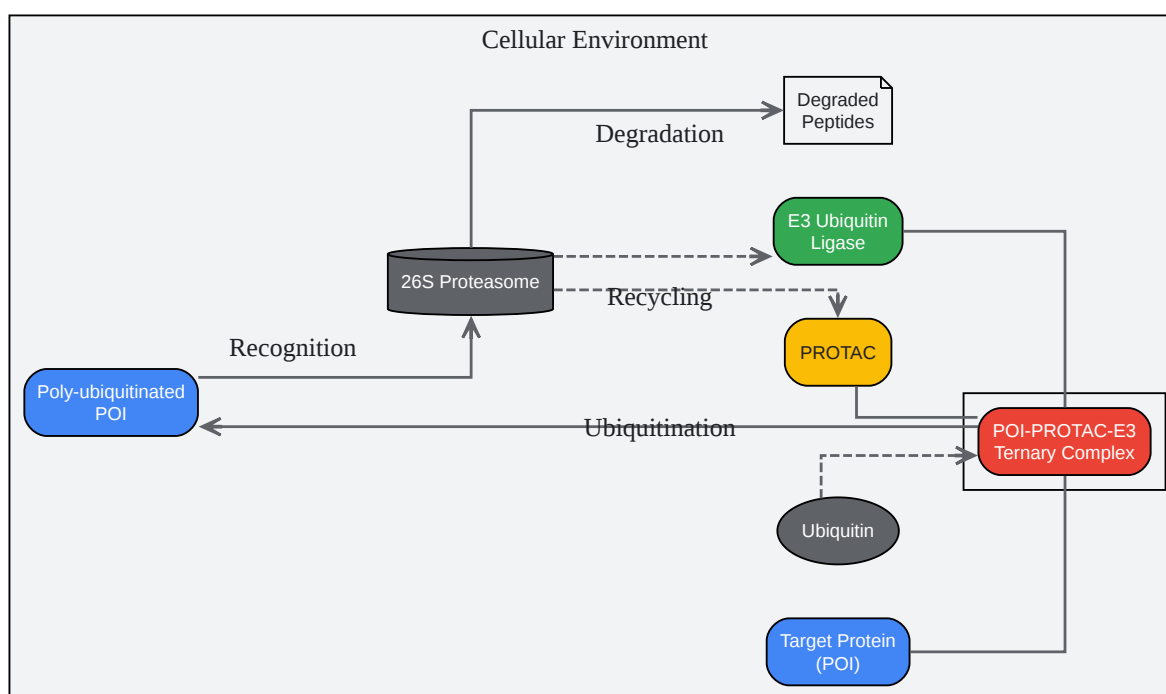 Cellular Environment
Degraded
Peptides
Degradation
E3 Ubiquitin
Ligase
26S Proteasome
Recycling
Recognition
PROTAC
Poly-ubiquitinated
POI
Ubiquitination
POI-PROTAC-E3
Ternary Complex
Ubiquitin
Target Protein
(POI)